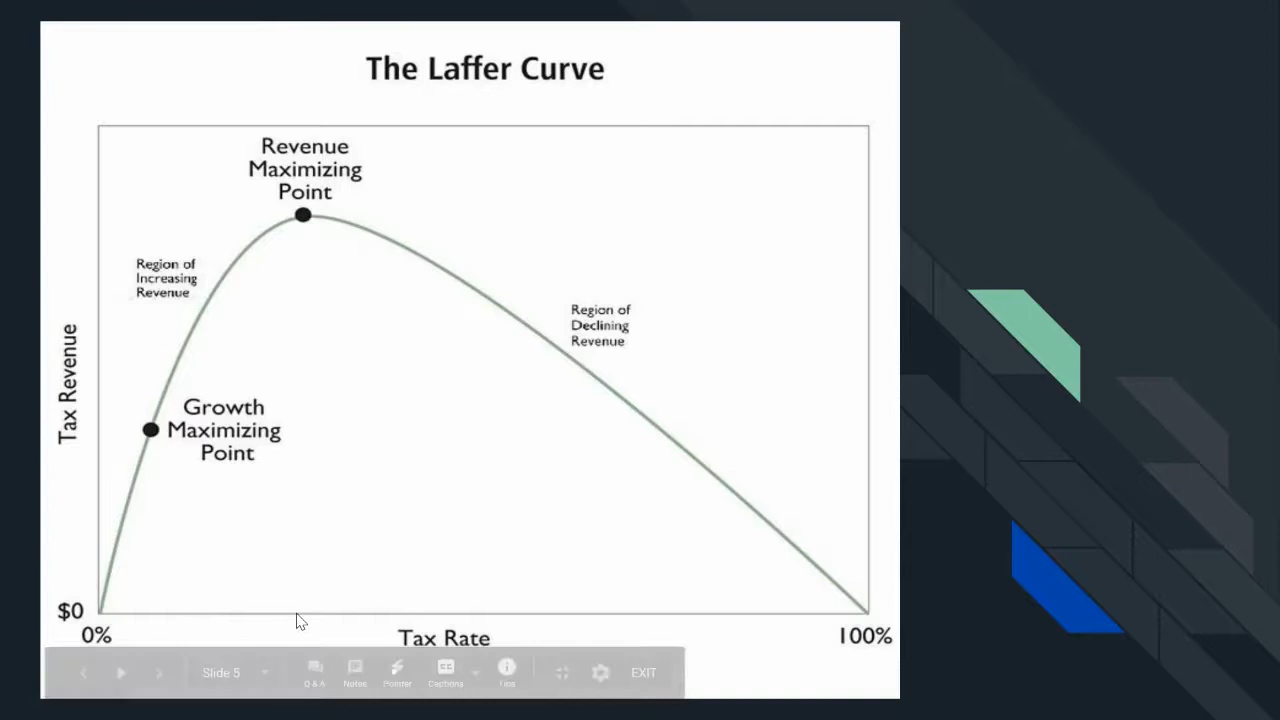 The Laffer Curve
Revenue
Maximizing
Point
Region of
Increasing
Revenue
Region of
Declining
Revenue
Tax Revenue
Growth
Maximizing
Point
$0
0%
Tax Rate
100%
Slide 5
Q & A
Notes
Pointer
Captions
CC
Tips
EXIT